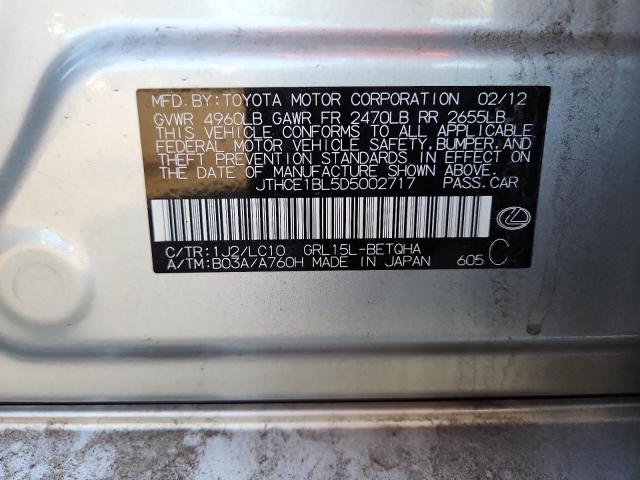 MFD. BY: TOYOTA MOTOR CORPORATION 02/12
GVWR 4960LB GAWR FR 2470LB RR 2655LB
THIS VEHICLE CONFORMS TO ALL APPLICABLE
FEDERAL MOTOR VEHICLE SAFETY, BUMPER, AND
THEFT PREVENTION STANDARDS IN EFFECT ON
THE DATE OF MANUFACTURE SHOWN ABOVE.
JTHCE1BL5D5002717 PASS. CAR
C/TR: 1J2/LC10 GRL15L-BETQHA
A/TM: B03A/A760H MADE IN JAPAN 605 C